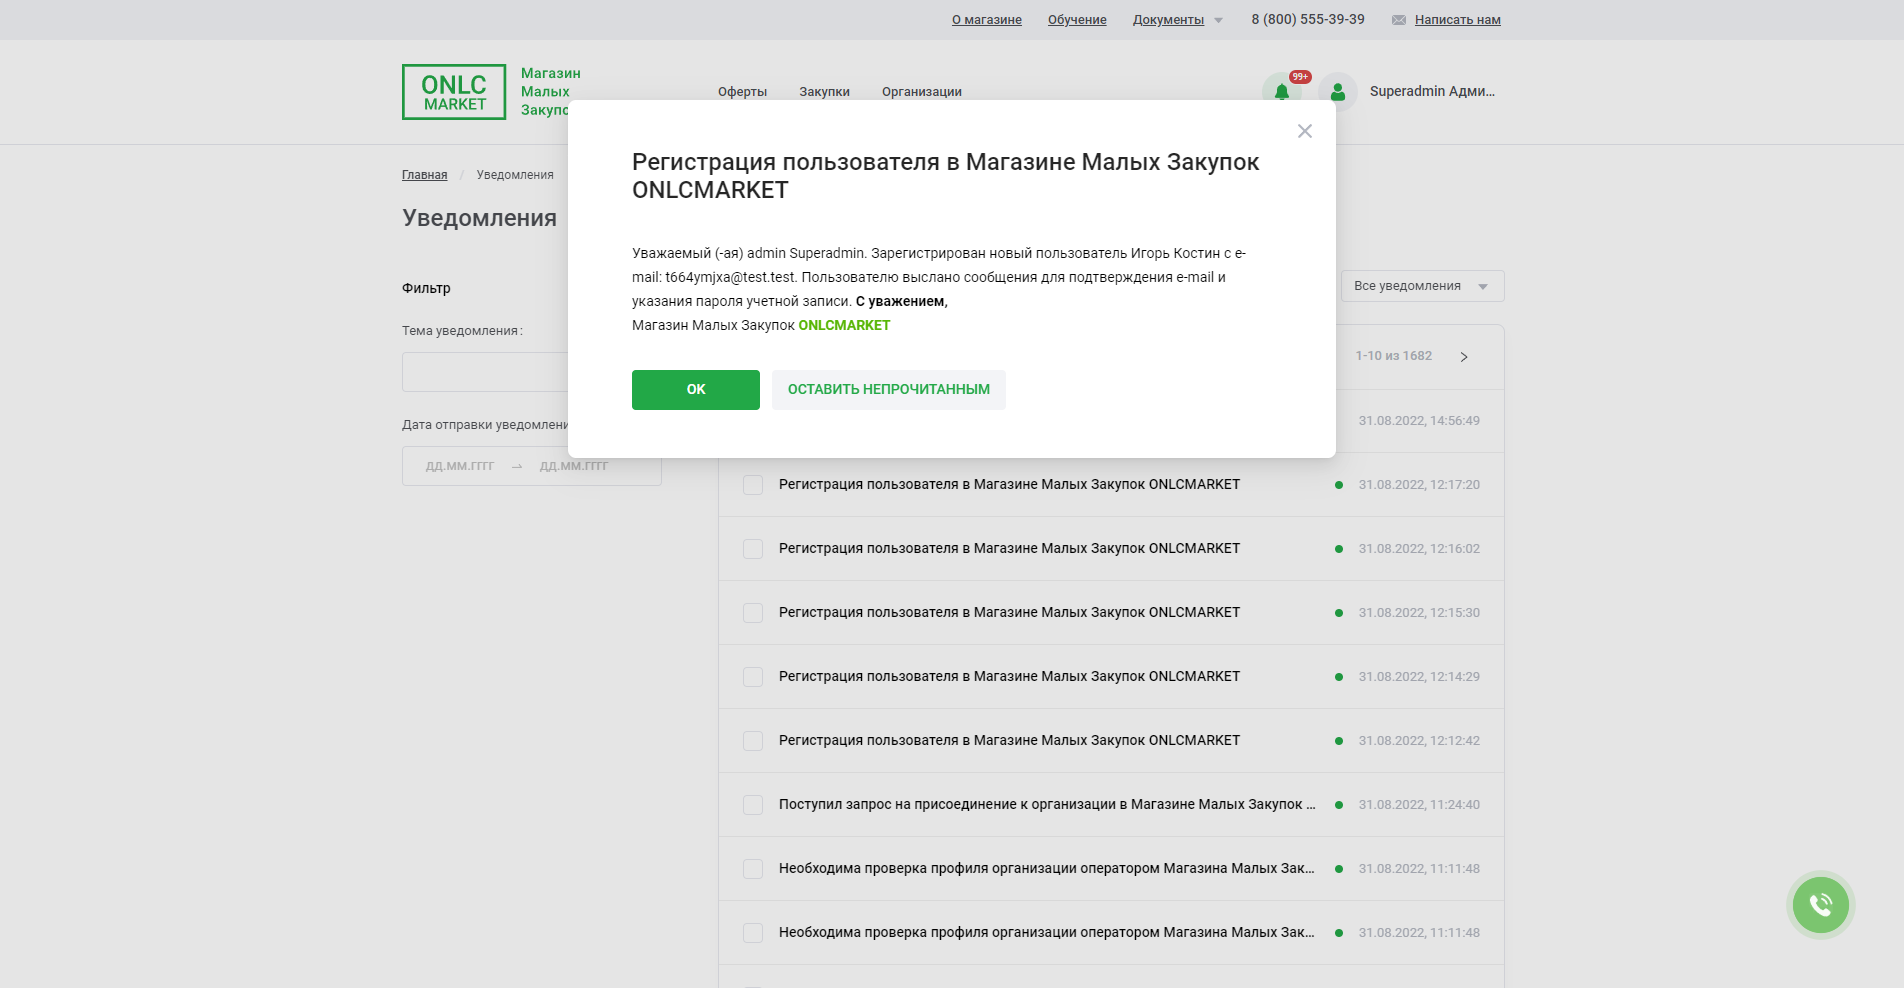 О магазине Обучение Документы 8 (800) 555-39-39 Написать нам
ONLC
MARKET
Магазин
Малых
Закупо
Оферты Закупки Организации
99+
Superadmin Адми...
Главная / Уведомления
Уведомления
Фильтр
Тема уведомления:
Дата отправки уведомлени
ДД.ММ.ГГГГ → ДД.ММ.ГГГГ
Регистрация пользователя в Магазине Малых Закупок
ONLCMARKET
Уважаемый (-ая) admin Superadmin. Зарегистрирован новый пользователь Игорь Костин с e-
mail: t664ymjxa@test.test. Пользователю выслано сообщения для подтверждения e-mail и
указания пароля учетной записи. С уважением,
Магазин Малых Закупок ONLCMARKET
ОК ОСТАВИТЬ НЕПРОЧИТАННЫМ
Все уведомления
1-10 из 1682
31.08.2022, 14:56:49
Регистрация пользователя в Магазине Малых Закупок ONLCMARKET 31.08.2022, 12:17:20
Регистрация пользователя в Магазине Малых Закупок ONLCMARKET 31.08.2022, 12:16:02
Регистрация пользователя в Магазине Малых Закупок ONLCMARKET 31.08.2022, 12:15:30
Регистрация пользователя в Магазине Малых Закупок ONLCMARKET 31.08.2022, 12:14:29
Регистрация пользователя в Магазине Малых Закупок ONLCMARKET 31.08.2022, 12:12:42
Поступил запрос на присоединение к организации в Магазине Малых Закупок ... 31.08.2022, 11:24:40
Необходима проверка профиля организации оператором Магазина Малых Зак... 31.08.2022, 11:11:48
Необходима проверка профиля организации оператором Магазина Малых Зак... 31.08.2022, 11:11:48